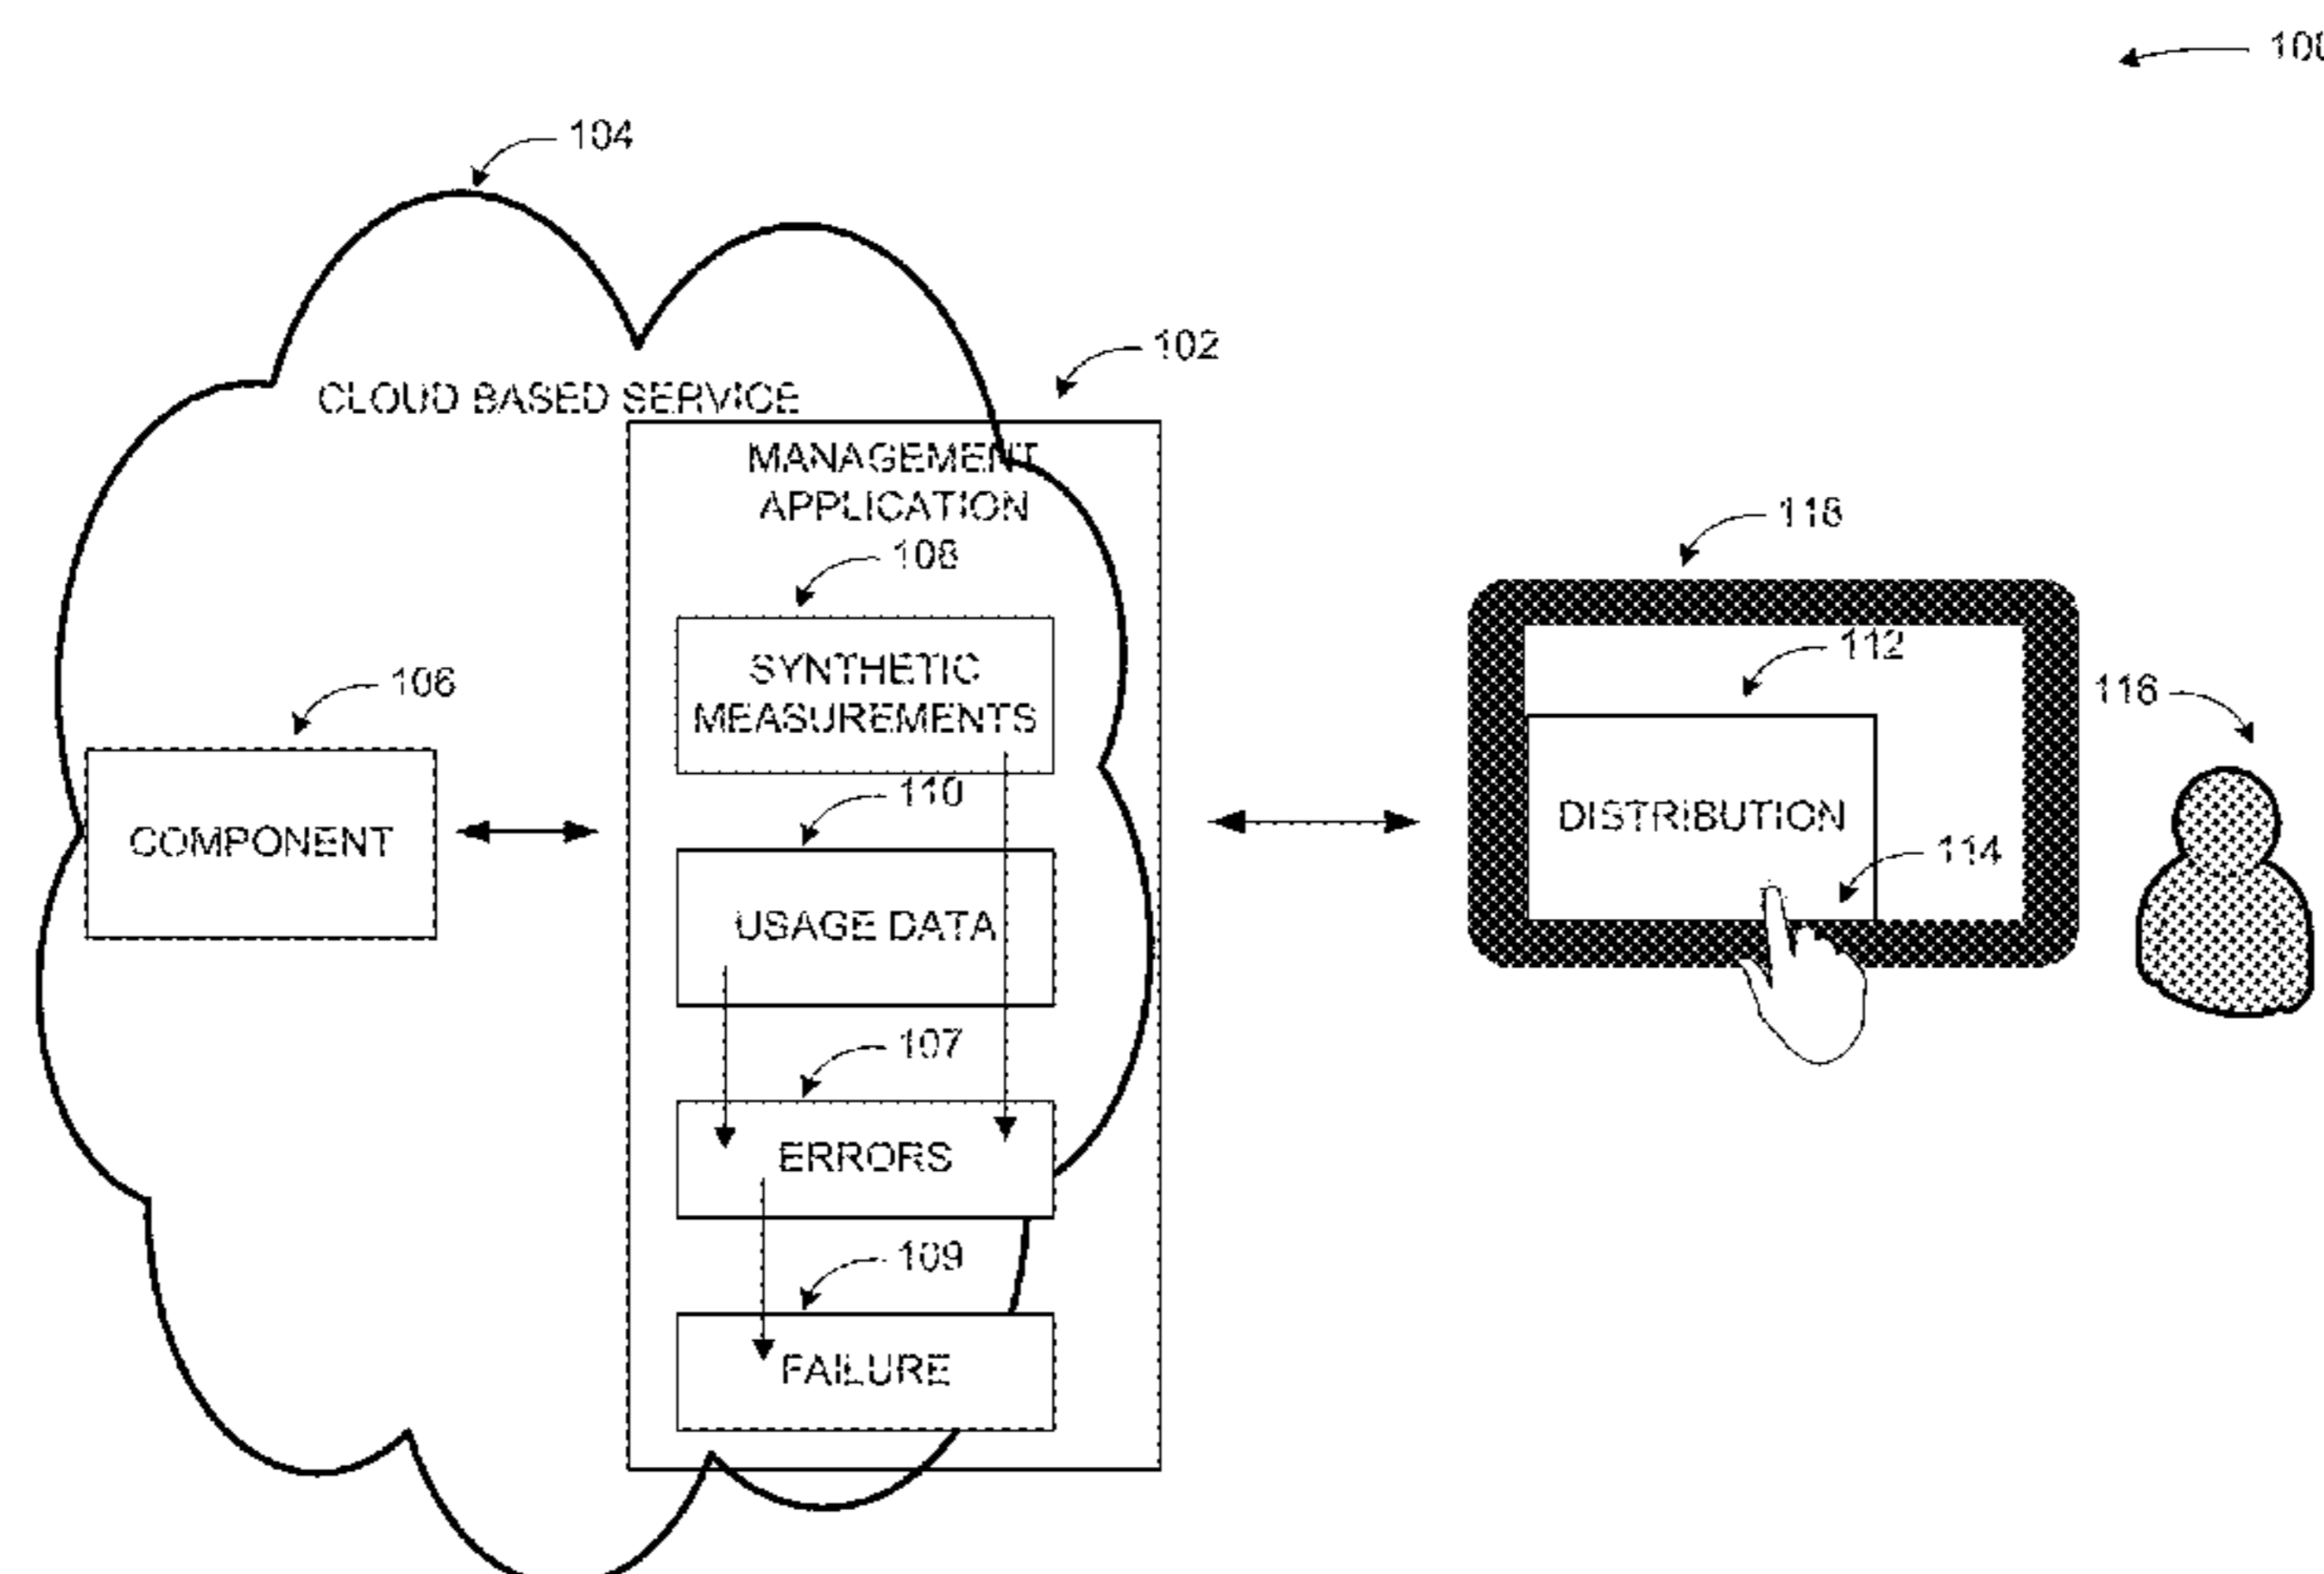 100
104
102
CLOUD BASED SERVICE
MANAGEMENT
APPLICATION
108
SYNTHETIC
MEASUREMENTS
106
COMPONENT
110
USAGE DATA
107
ERRORS
109
FAILURE
118
112
DISTRIBUTION
114
116